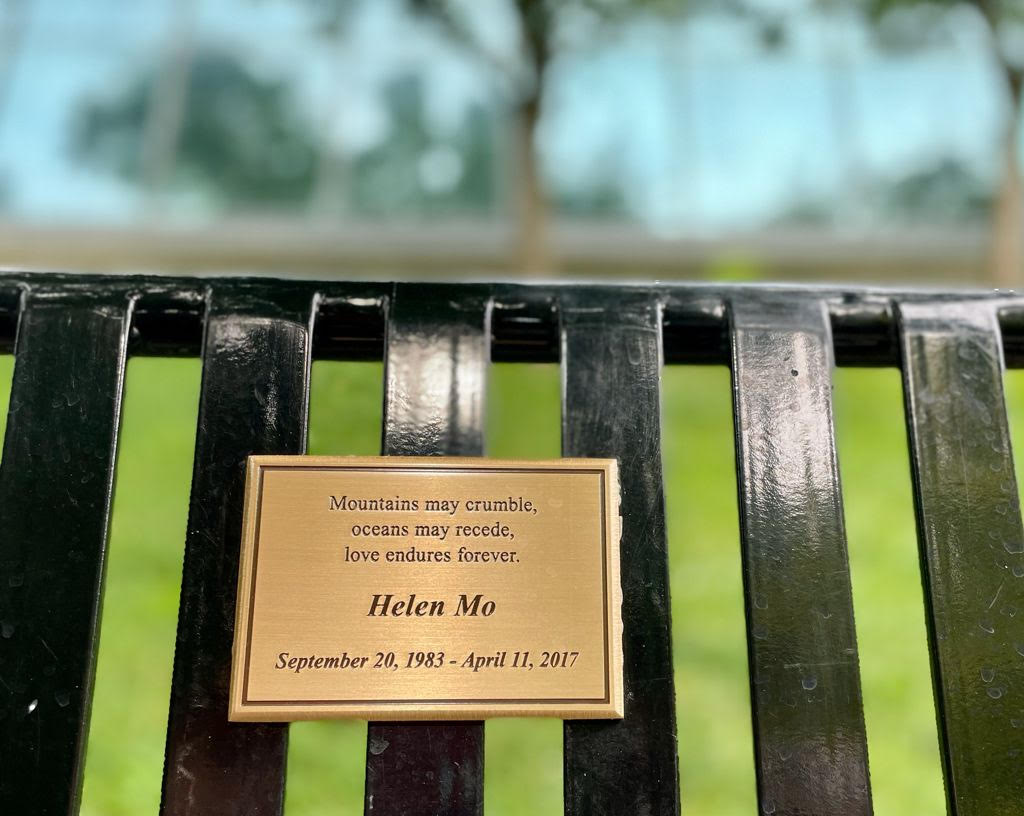 Mountains may crumble,
oceans may recede,
love endures forever.
Helen Mo
September 20, 1983 - April 11, 2017